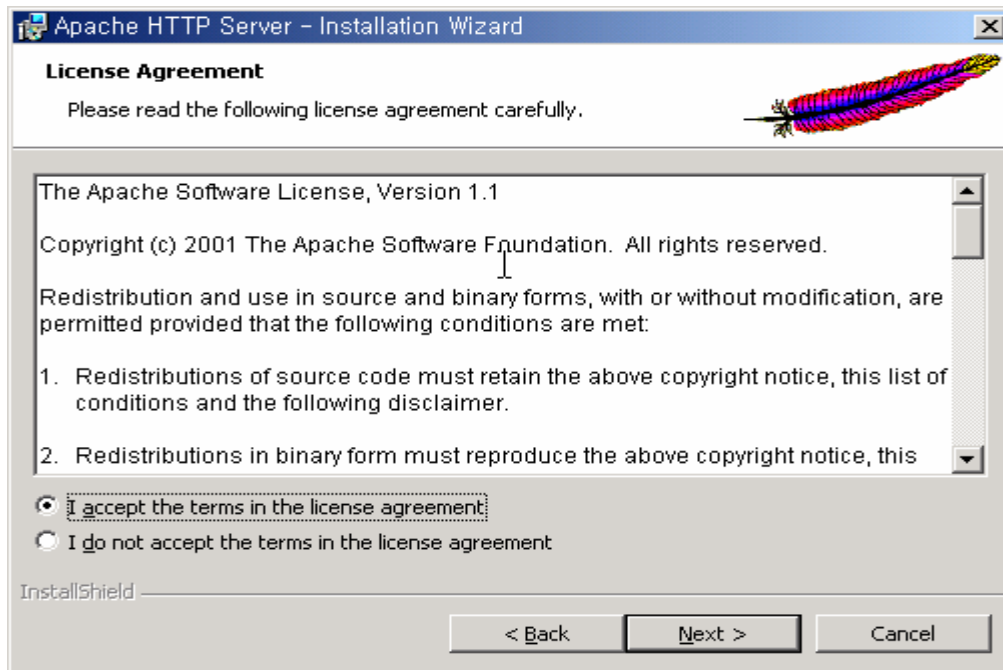 Apache HTTP Server – Installation Wizard
License Agreement
Please read the following license agreement carefully.
The Apache Software License, Version 1.1
Copyright (c) 2001 The Apache Software Foundation.  All rights reserved.
Redistribution and use in source and binary forms, with or without modification, are
permitted provided that the following conditions are met:
1.  Redistributions of source code must retain the above copyright notice, this list of
conditions and the following disclaimer.
2.  Redistributions in binary form must reproduce the above copyright notice, this
I accept the terms in the license agreement
I do not accept the terms in the license agreement
InstallShield
< Back
Next >
Cancel